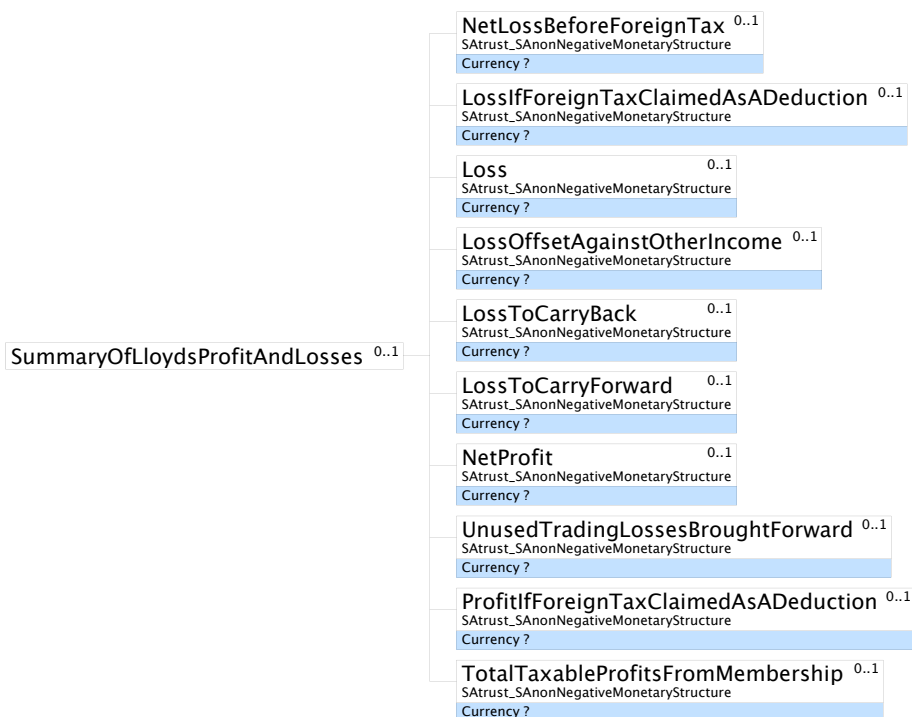 NetLossBeforeForeignTax 0..1
SAtrust_SAnonNegativeMonetaryStructure
Currency ?
LossIfForeignTaxClaimedAsADeduction 0..1
SAtrust_SAnonNegativeMonetaryStructure
Currency ?
Loss 0..1
SAtrust_SAnonNegativeMonetaryStructure
Currency ?
LossOffsetAgainstOtherIncome 0..1
SAtrust_SAnonNegativeMonetaryStructure
Currency ?
LossToCarryBack 0..1
SAtrust_SAnonNegativeMonetaryStructure
Currency ?
SummaryOfLloydsProfitAndLosses 0..1
LossToCarryForward 0..1
SAtrust_SAnonNegativeMonetaryStructure
Currency ?
NetProfit 0..1
SAtrust_SAnonNegativeMonetaryStructure
Currency ?
UnusedTradingLossesBroughtForward 0..1
SAtrust_SAnonNegativeMonetaryStructure
Currency ?
ProfitIfForeignTaxClaimedAsADeduction 0..1
SAtrust_SAnonNegativeMonetaryStructure
Currency ?
TotalTaxableProfitsFromMembership 0..1
SAtrust_SAnonNegativeMonetaryStructure
Currency ?